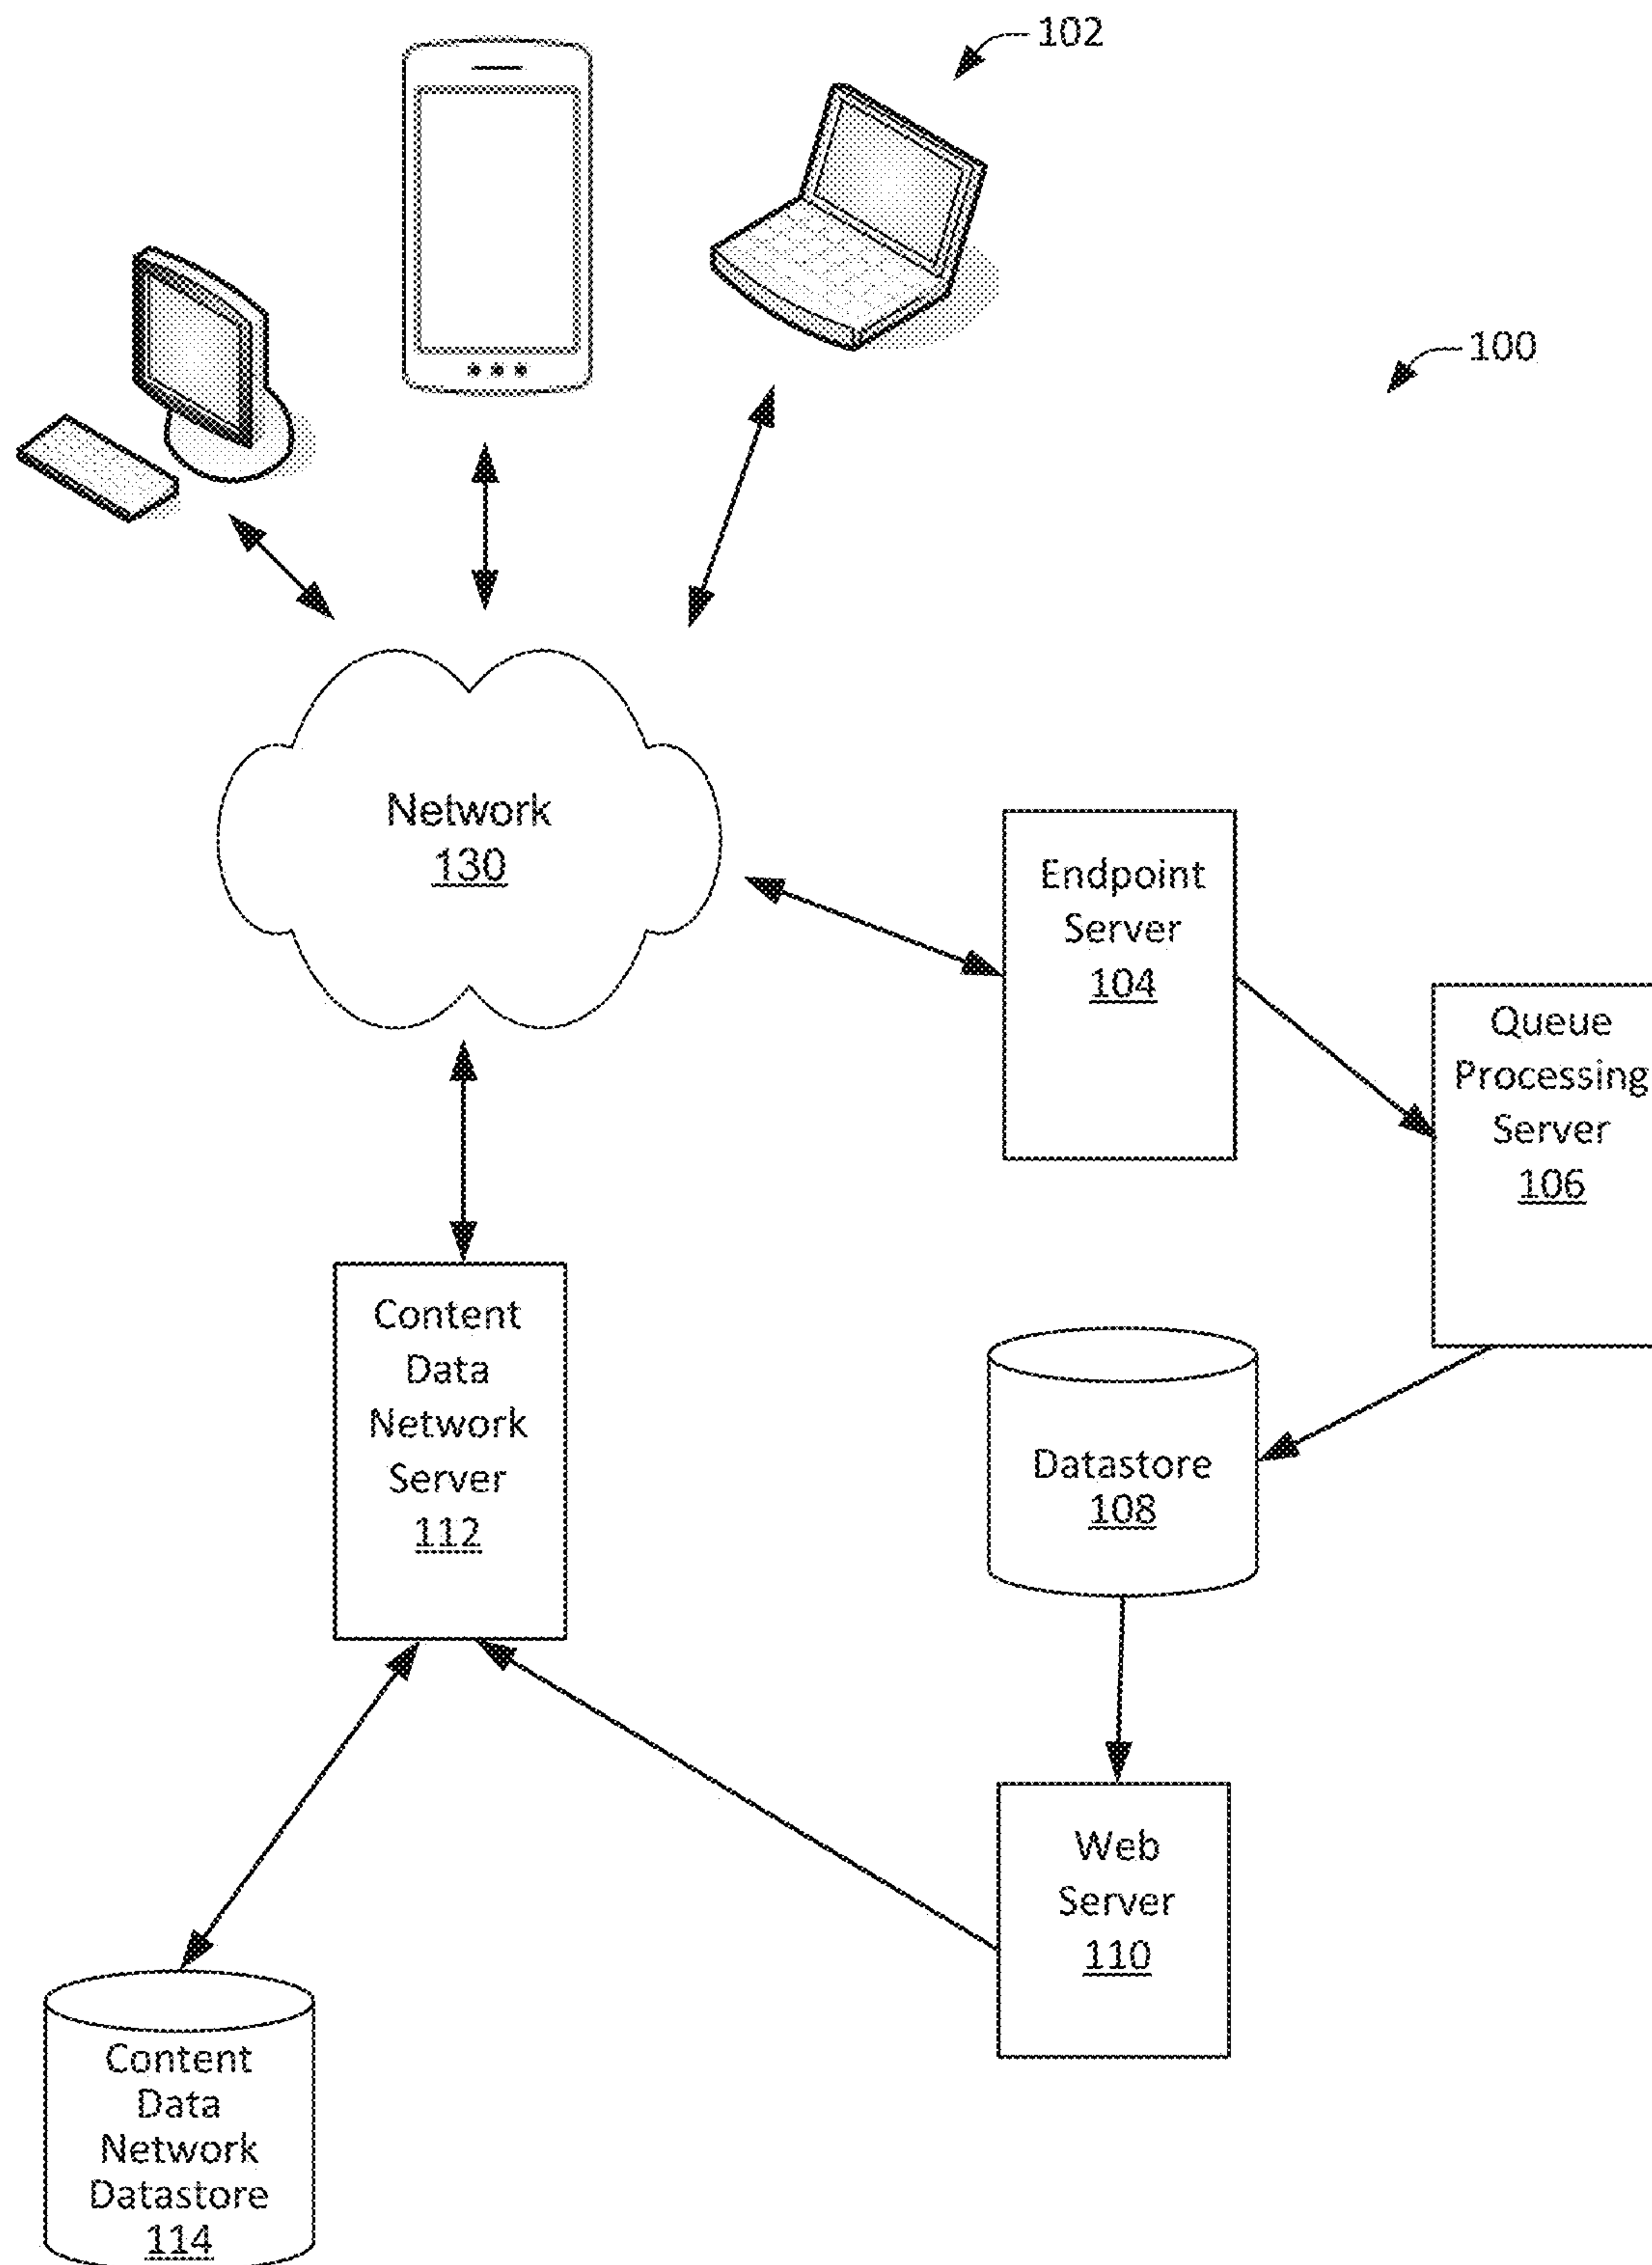 102
100
Network
130
Endpoint
Server
104
Queue
Processing
Server
106
Content
Data
Network
Server
112
Datastore
108
Web
Server
110
Content
Data
Network
Datastore
114